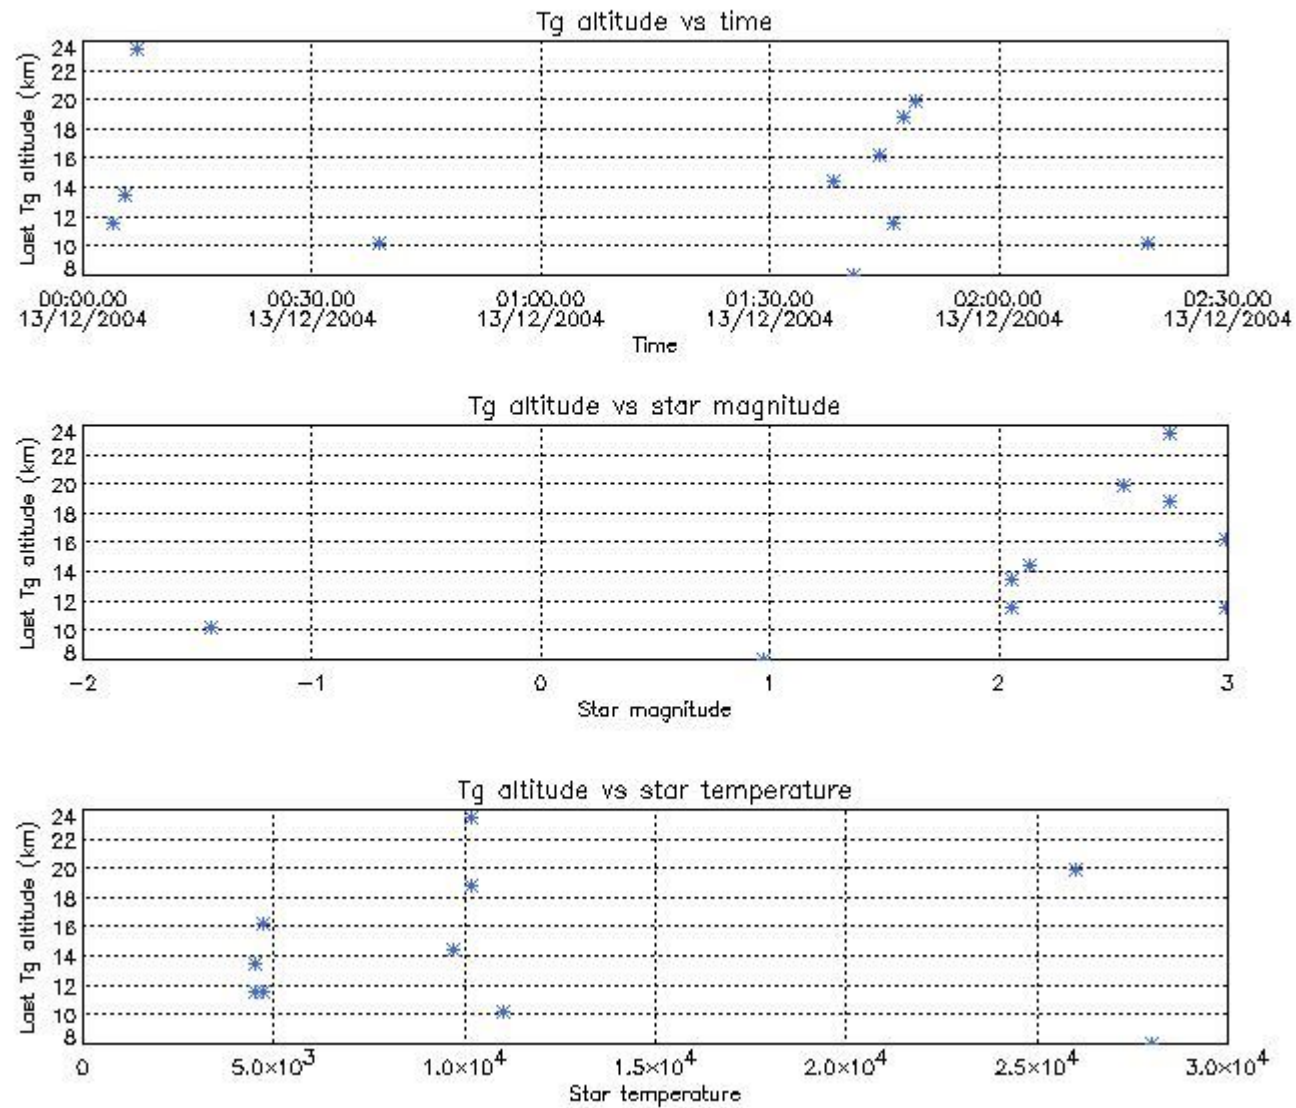 Tg altitude vs time
Last Tg altitude (km)
24
22
20
18
16
14
12
10
8
00:00.00 00:30.00 01:00.00 01:30.00 02:00.00 02:30.00
13/12/2004 13/12/2004 13/12/2004 13/12/2004 13/12/2004 13/12/2004
Time
Tg altitude vs star magnitude
Last Tg altitude (km)
24
22
20
18
16
14
12
10
8
-2 -1 0 1 2 3
Star magnitude
Tg altitude vs star temperature
Last Tg altitude (km)
24
22
20
18
16
14
12
10
8
0 5.0×10³ 1.0×10⁴ 1.5×10⁴ 2.0×10⁴ 2.5×10⁴ 3.0×10⁴
Star temperature